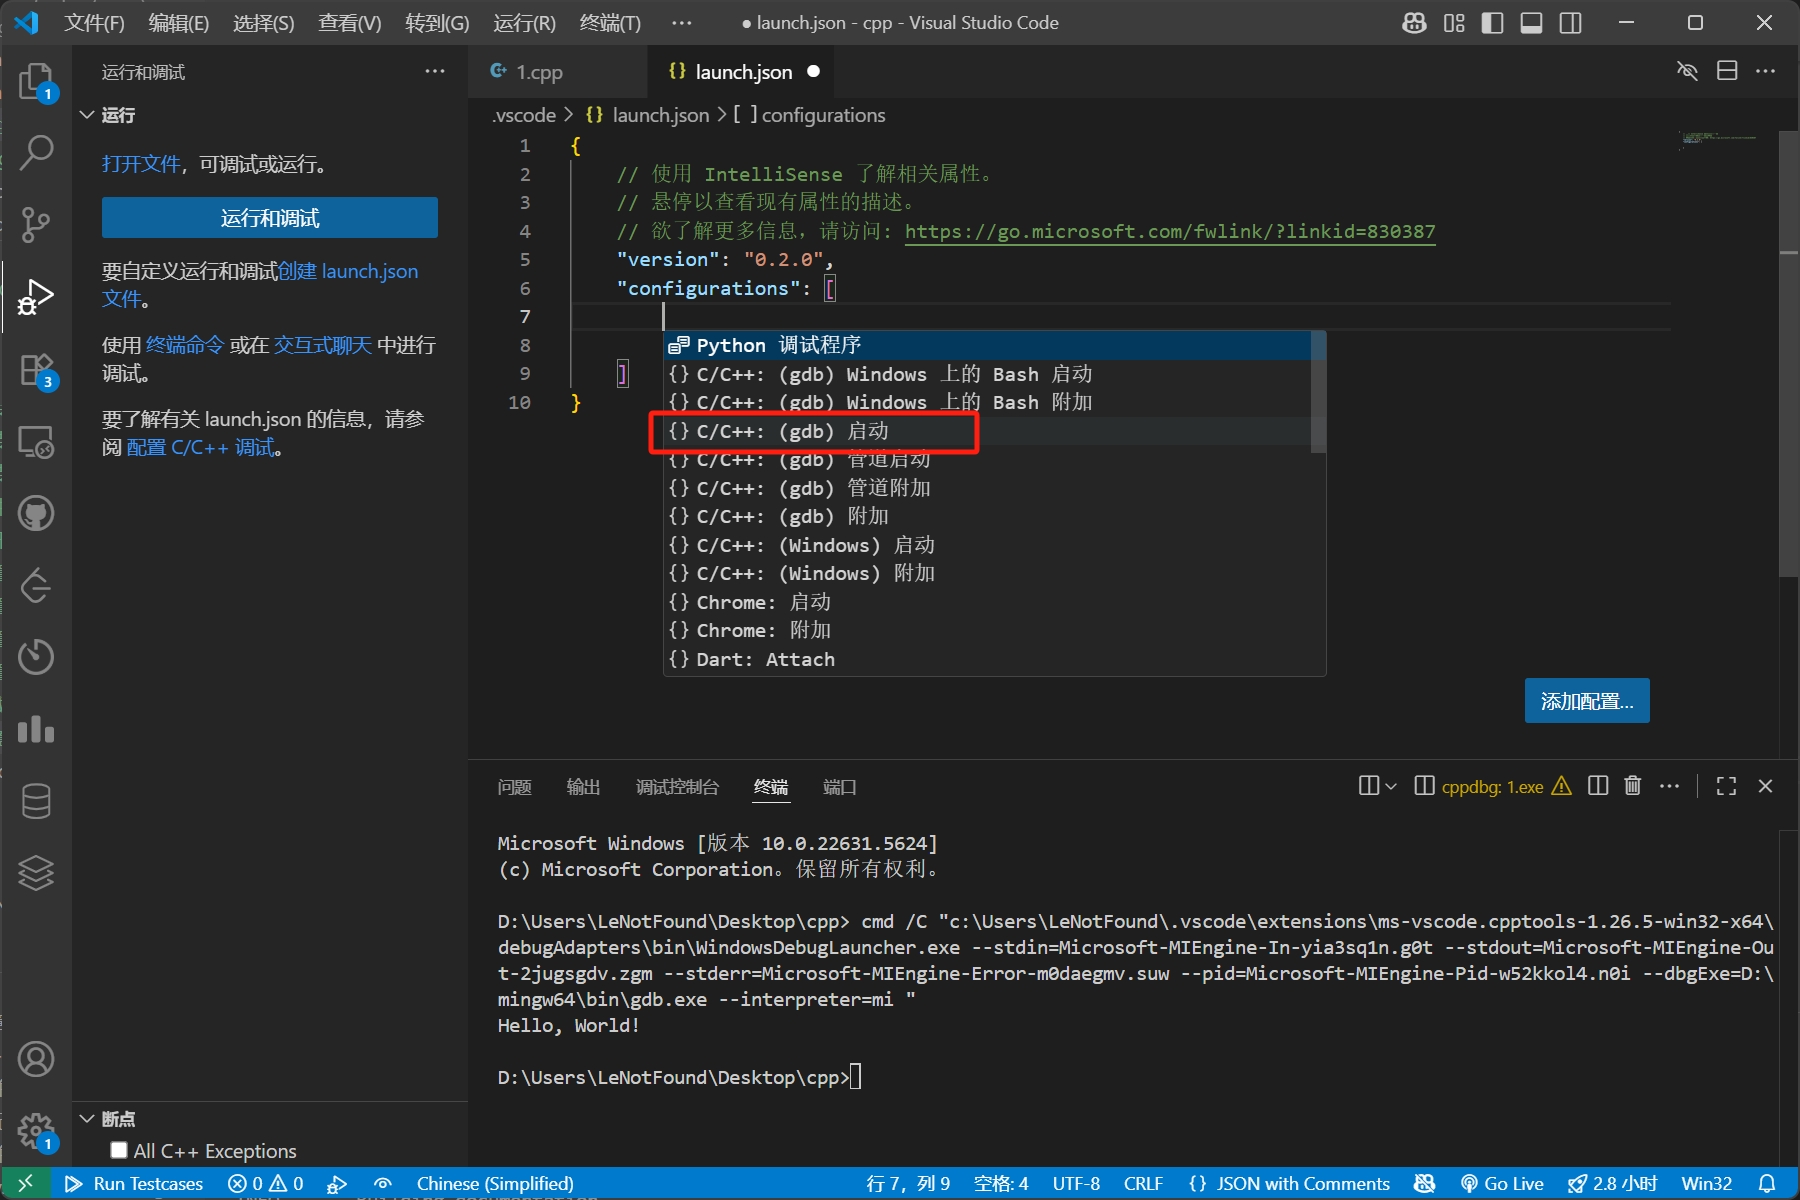 文件(F) 编辑(E) 选择(S) 查看(V) 转到(G) 运行(R) 终端(T) ··· ● launch.json - cpp - Visual Studio Code
运行和调试 ···
1.cpp
{} launch.json ●
1
运行
.vscode > {} launch.json > [ ] configurations
打开文件，可调试或运行。
运行和调试
要自定义运行和调试创建 launch.json
文件。
使用 终端命令 或在 交互式聊天 中进行
调试。
要了解有关 launch.json 的信息，请参
阅 配置 C/C++ 调试。
3
1 {
2 // 使用 IntelliSense 了解相关属性。
3 // 悬停以查看现有属性的描述。
4 // 欲了解更多信息，请访问: https://go.microsoft.com/fwlink/?linkid=830387
5 "version": "0.2.0",
6 "configurations": [
7
8
9 ]
10 }
Python 调试程序
{} C/C++: (gdb) Windows 上的 Bash 启动
{} C/C++: (gdb) Windows 上的 Bash 附加
{} C/C++: (gdb) 启动
{} C/C++: (gdb) 管道启动
{} C/C++: (gdb) 管道附加
{} C/C++: (gdb) 附加
{} C/C++: (Windows) 启动
{} C/C++: (Windows) 附加
{} Chrome: 启动
{} Chrome: 附加
{} Dart: Attach
添加配置...
问题 输出 调试控制台 终端 端口 cppdbg: 1.exe
Microsoft Windows [版本 10.0.22631.5624]
(c) Microsoft Corporation。保留所有权利。
D:\Users\LeNotFound\Desktop\cpp> cmd /C "c:\Users\LeNotFound\.vscode\extensions\ms-vscode.cpptools-1.26.5-win32-x64\
debugAdapters\bin\WindowsDebugLauncher.exe --stdin=Microsoft-MIEngine-In-yia3sq1n.g0t --stdout=Microsoft-MIEngine-Ou
t-2jugsgdv.zgm --stderr=Microsoft-MIEngine-Error-m0daegmv.suw --pid=Microsoft-MIEngine-Pid-w52kkol4.n0i --dbgExe=D:\
mingw64\bin\gdb.exe --interpreter=mi "
Hello, World!
D:\Users\LeNotFound\Desktop\cpp>
断点
All C++ Exceptions
1
Run Testcases 0 0 Chinese (Simplified) 行 7，列 9 空格: 4 UTF-8 CRLF {} JSON with Comments Go Live 2.8 小时 Win32